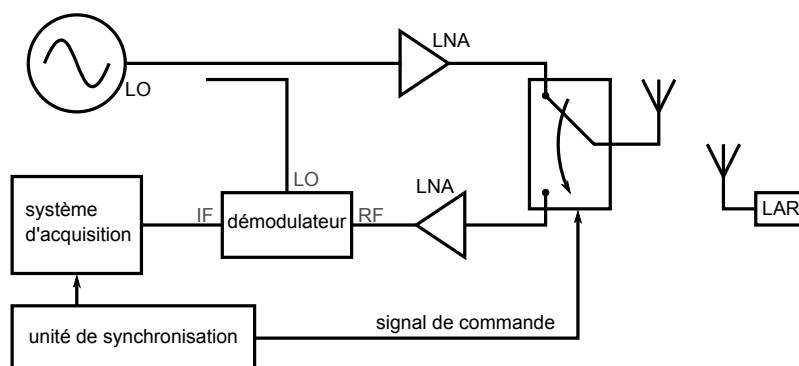 LNA
LO
LO
LNA
système
d'acquisition
IF
démodulateur
RF
LAR
unité de synchronisation
signal de commande